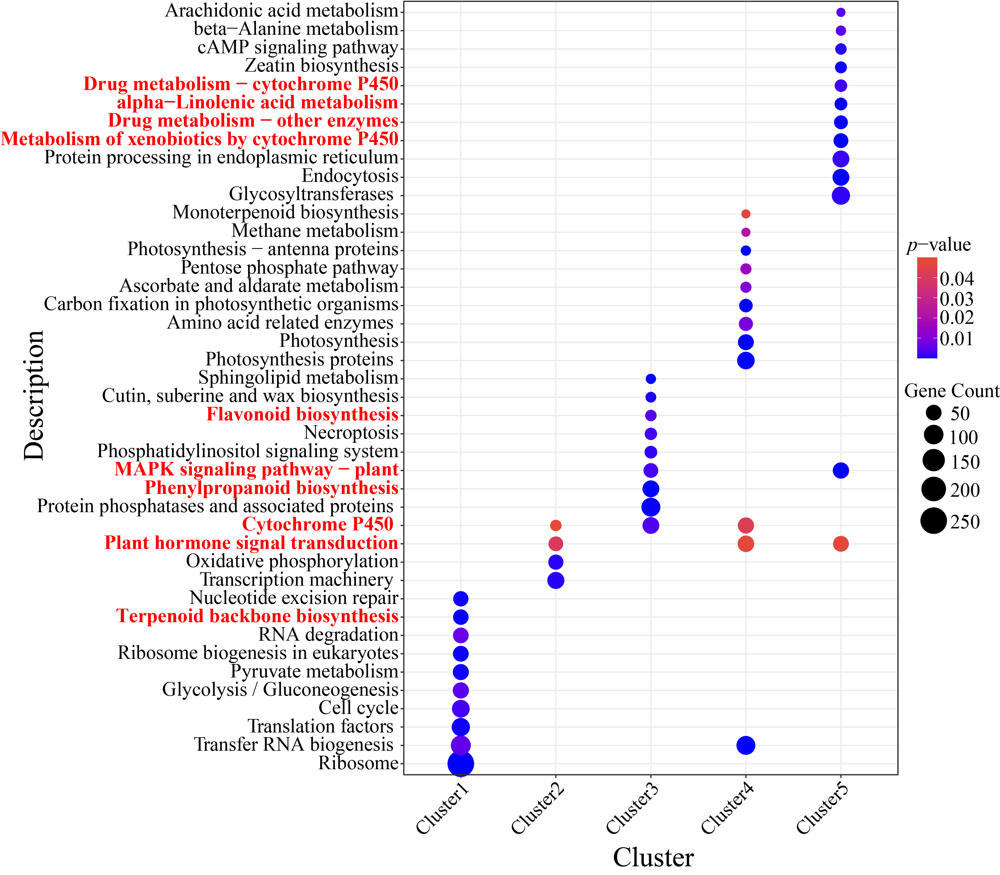 Arachidonic acid metabolism
beta−Alanine metabolism
cAMP signaling pathway
Zeatin biosynthesis
Drug metabolism − cytochrome P450
alpha−Linolenic acid metabolism
Drug metabolism − other enzymes
Metabolism of xenobiotics by cytochrome P450
Protein processing in endoplasmic reticulum
Endocytosis
Glycosyltransferases
Monoterpenoid biosynthesis
Methane metabolism
Photosynthesis − antenna proteins
Pentose phosphate pathway
Ascorbate and aldarate metabolism
Carbon fixation in photosynthetic organisms
Amino acid related enzymes
Photosynthesis
Photosynthesis proteins
Sphingolipid metabolism
Cutin, suberine and wax biosynthesis
Flavonoid biosynthesis
Necroptosis
Phosphatidylinositol signaling system
MAPK signaling pathway − plant
Phenylpropanoid biosynthesis
Protein phosphatases and associated proteins
Cytochrome P450
Plant hormone signal transduction
Oxidative phosphorylation
Transcription machinery
Nucleotide excision repair
Terpenoid backbone biosynthesis
RNA degradation
Ribosome biogenesis in eukaryotes
Pyruvate metabolism
Glycolysis / Gluconeogenesis
Cell cycle
Translation factors
Transfer RNA biogenesis
Ribosome
Description
Cluster1
Cluster2
Cluster3
Cluster4
Cluster5
Cluster
p−value
0.04
0.03
0.02
0.01
Gene Count
50
100
150
200
250